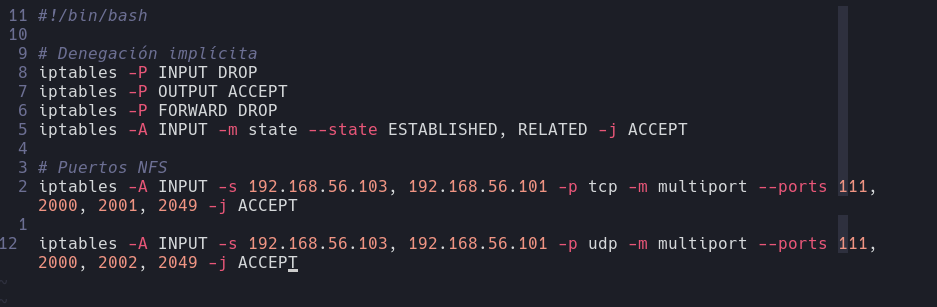 11 #!/bin/bash
10
9 # Denegación implícita
8 iptables -P INPUT DROP
7 iptables -P OUTPUT ACCEPT
6 iptables -P FORWARD DROP
5 iptables -A INPUT -m state --state ESTABLISHED, RELATED -j ACCEPT
4
3 # Puertos NFS
2 iptables -A INPUT -s 192.168.56.103, 192.168.56.101 -p tcp -m multiport --ports 111,
2000, 2001, 2049 -j ACCEPT
1
12 iptables -A INPUT -s 192.168.56.103, 192.168.56.101 -p udp -m multiport --ports 111,
2000, 2002, 2049 -j ACCEPT
~
~